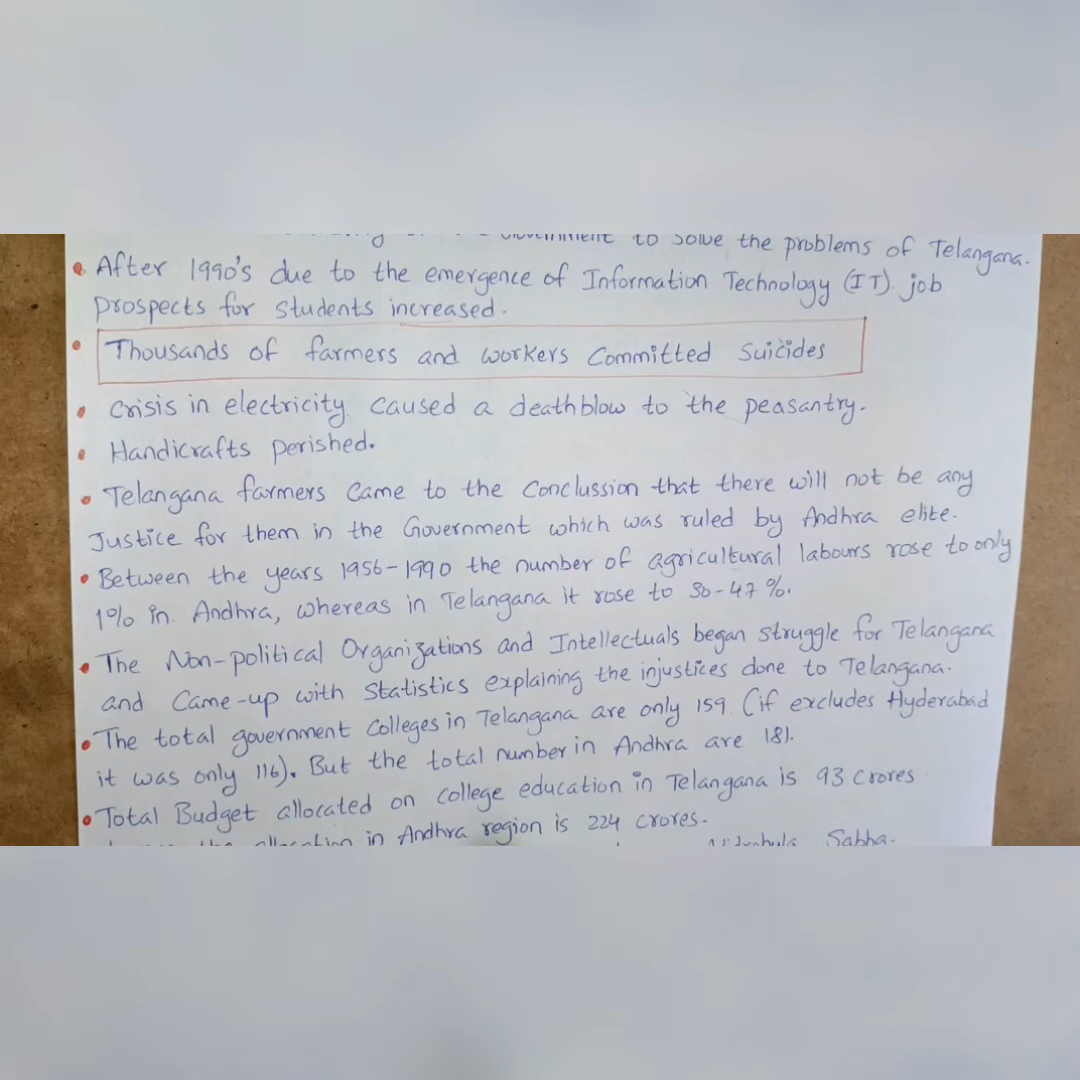 Government to solve the problems of Telangana.
• After 1990's due to the emergence of Information Technology (IT) job
prospects for students increased.
• Thousands of farmers and workers Committed Suicides
• Crisis in electricity caused a deathblow to the peasantry.
• Handicrafts perished.
• Telangana farmers came to the Conclussion that there will not be any
Justice for them in the Government which was ruled by Andhra elite.
• Between the years 1956-1990 the number of agricultural labours rose to only
1% in Andhra, whereas in Telangana it rose to 30-47%.
• The Non-political Organizations and Intellectuals began struggle for Telangana
and Came-up with Statistics explaining the injustices done to Telangana.
• The total government Colleges in Telangana are only 159 (if excludes Hyderabad
it was only 116). But the total number in Andhra are 181.
• Total Budget allocated on college education in Telangana is 93 crores
allocation in Andhra region is 224 crores.
Sabha.